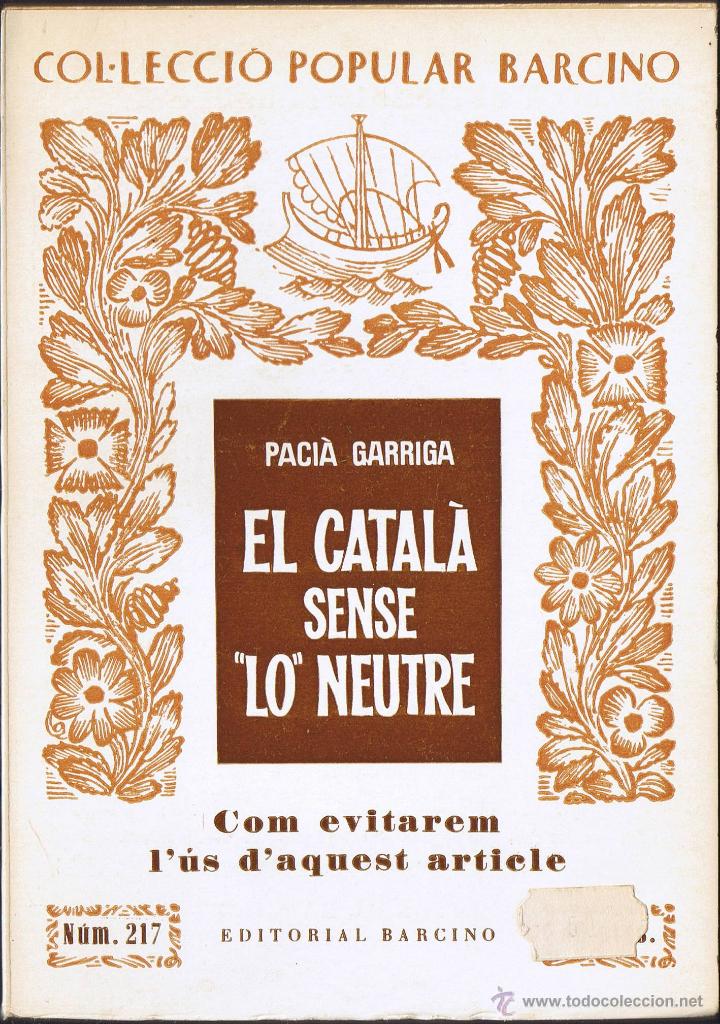 COL·LECCIÓ POPULAR BARCINO
PACIÀ GARRIGA
EL CATALÀ
SENSE
"LO" NEUTRE
Com evitarem
l'ús d'aquest article
Núm. 217
EDITORIAL BARCINO
www.todocoleccion.net